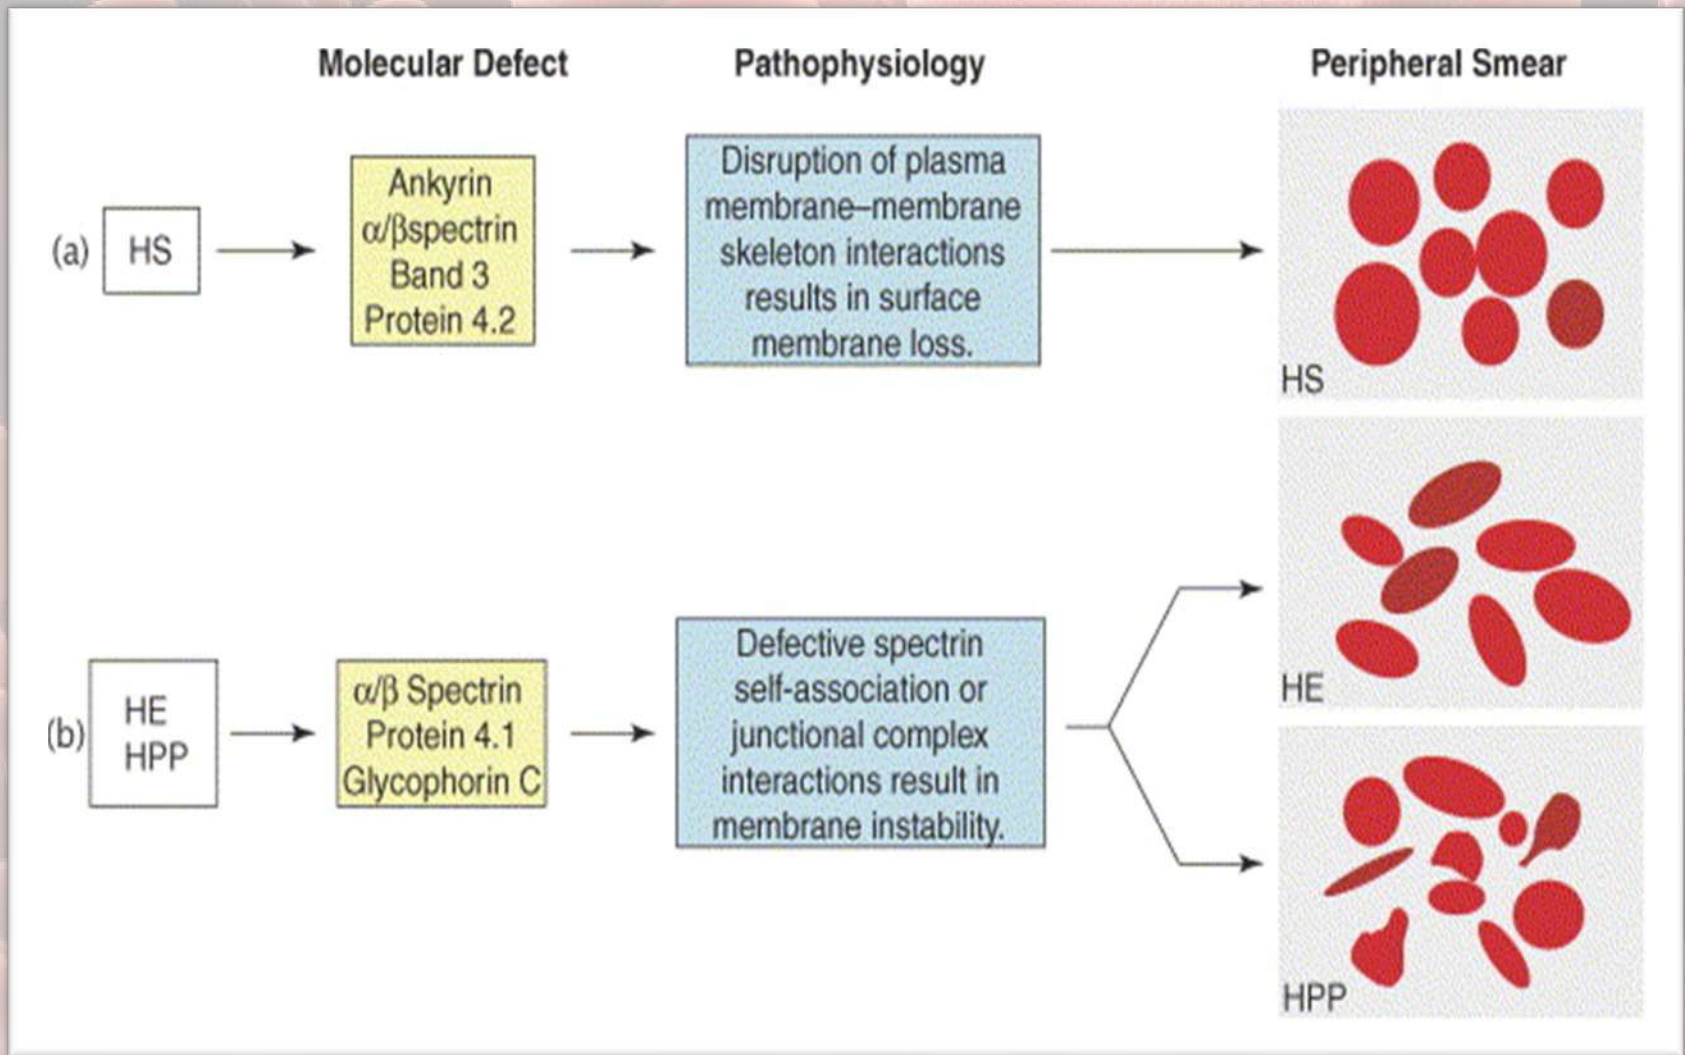 Molecular Defect
Pathophysiology
Peripheral Smear
(a)
HS
Ankyrin
α/βspectrin
Band 3
Protein 4.2
Disruption of plasma
membrane–membrane
skeleton interactions
results in surface
membrane loss.
HS
(b)
HE
HPP
α/β Spectrin
Protein 4.1
Glycophorin C
Defective spectrin
self-association or
junctional complex
interactions result in
membrane instability.
HE
HPP